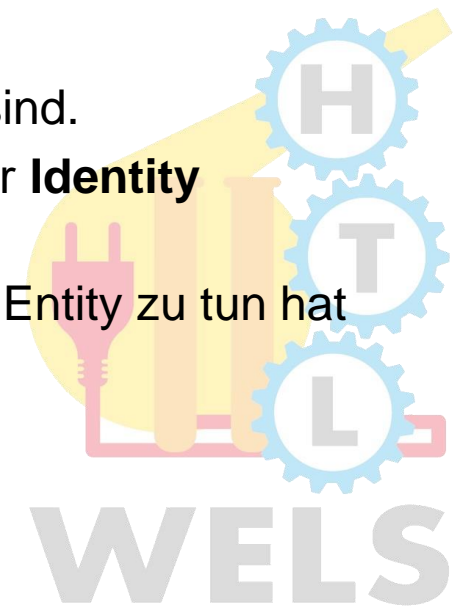 sind.
r Identity
Entity zu tun hat
H
T
L
WELS